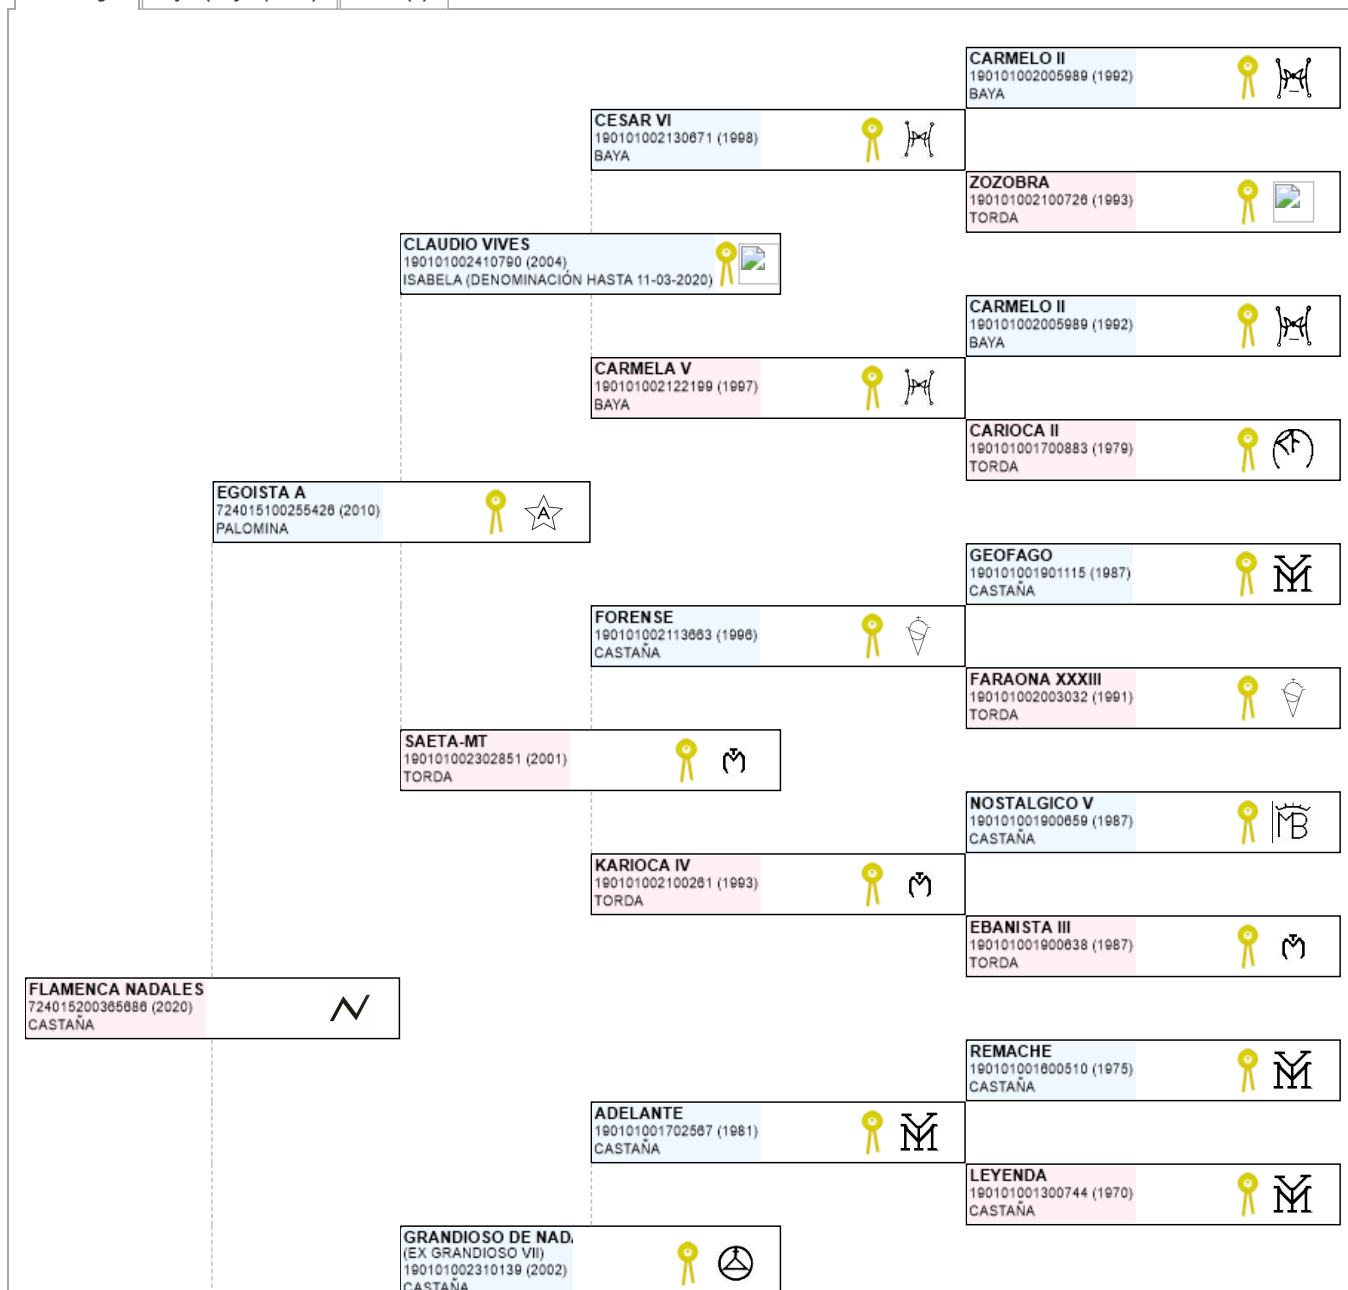 CARMELO II
190101002005989 (1992)
BAYA
CESAR VI
190101002130671 (1998)
BAYA
ZOZOBRA
190101002100726 (1993)
TORDA
CLAUDIO VIVES
190101002410790 (2004)
ISABELA (DENOMINACIÓN HASTA 11-03-2020)
CARMELO II
190101002005989 (1992)
BAYA
CARMELA V
190101002122199 (1997)
BAYA
CARIOCA II
190101001700883 (1979)
TORDA
EGOISTA A
724015100255426 (2010)
PALOMINA
A
GEOFAGO
190101001901115 (1987)
CASTAÑA
FORENSE
190101002113663 (1996)
CASTAÑA
FARAONA XXXIII
190101002003032 (1991)
TORDA
SAETA-MT
190101002302851 (2001)
TORDA
NOSTALGICO V
190101001900659 (1987)
CASTAÑA
MB
KARIOCA IV
190101002100261 (1993)
TORDA
EBANISTA III
190101001900638 (1987)
TORDA
FLAMENCA NADALES
724015200365686 (2020)
CASTAÑA
REMACHE
190101001600510 (1975)
CASTAÑA
ADELANTE
190101001702567 (1981)
CASTAÑA
LEYENDA
190101001300744 (1970)
CASTAÑA
GRANDIOSO DE NAD
(EX GRANDIOSO VII)
190101002310139 (2002)
CASTAÑA